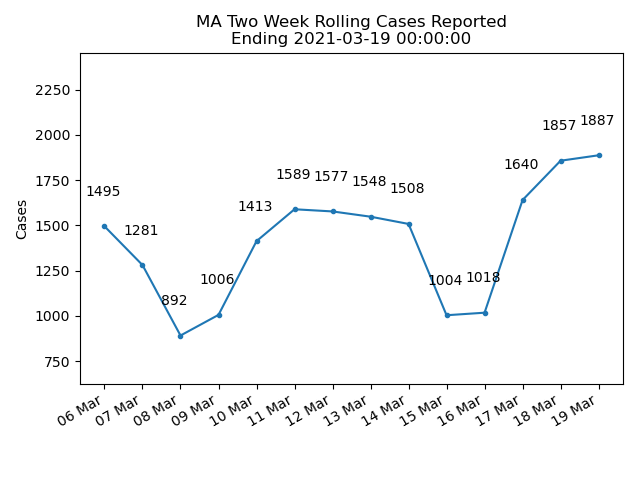 MA Two Week Rolling Cases Reported
Ending 2021-03-19 00:00:00
Cases
2250
2000
1750
1500
1250
1000
750
1495
1281
892
1006
1413
1589
1577
1548
1508
1004
1018
1640
1857
1887
06 Mar
07 Mar
08 Mar
09 Mar
10 Mar
11 Mar
12 Mar
13 Mar
14 Mar
15 Mar
16 Mar
17 Mar
18 Mar
19 Mar